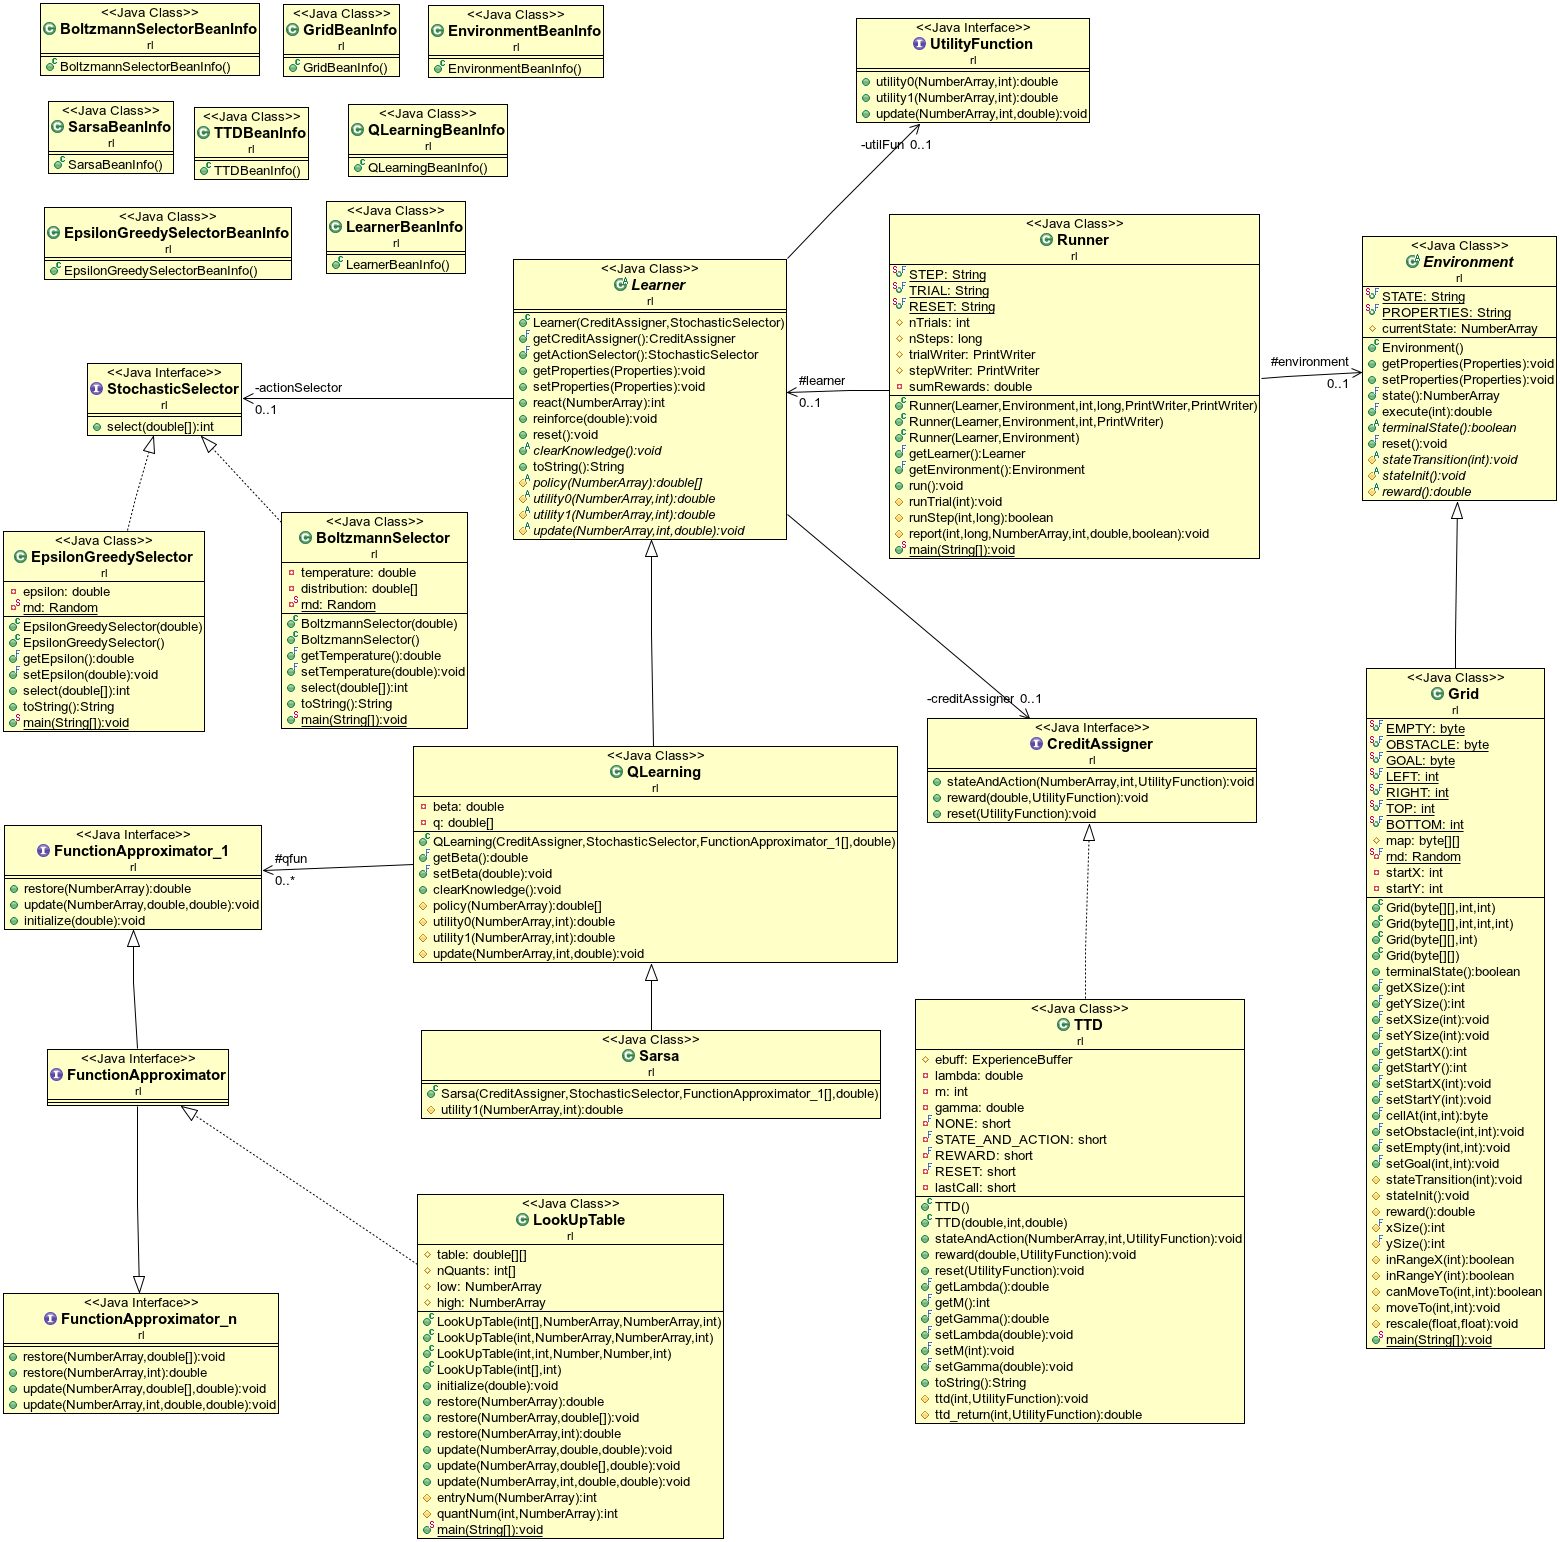 <<Java Class>>
BoltzmannSelectorBeanInfo
rl
BoltzmannSelectorBeanInfo()
<<Java Class>>
GridBeanInfo
rl
GridBeanInfo()
<<Java Class>>
EnvironmentBeanInfo
rl
EnvironmentBeanInfo()
<<Java Class>>
SarsaBeanInfo
rl
SarsaBeanInfo()
<<Java Class>>
TTDBeanInfo
rl
TTDBeanInfo()
<<Java Class>>
QLearningBeanInfo
rl
QLearningBeanInfo()
<<Java Class>>
EpsilonGreedySelectorBeanInfo
rl
EpsilonGreedySelectorBeanInfo()
<<Java Class>>
LearnerBeanInfo
rl
LearnerBeanInfo()
<<Java Interface>>
UtilityFunction
rl
utility0(NumberArray,int):double
utility1(NumberArray,int):double
update(NumberArray,int,double):void
-utilFun 0..1
<<Java Class>>
Learner
rl
Learner(CreditAssigner,StochasticSelector)
getCreditAssigner():CreditAssigner
getActionSelector():StochasticSelector
getProperties(Properties):void
setProperties(Properties):void
react(NumberArray):int
reinforce(double):void
reset():void
clearKnowledge():void
toString():String
policy(NumberArray):double[]
utility0(NumberArray,int):double
utility1(NumberArray,int):double
update(NumberArray,int,double):void
<<Java Class>>
Runner
rl
STEP: String
TRIAL: String
RESET: String
nTrials: int
nSteps: long
trialWriter: PrintWriter
stepWriter: PrintWriter
sumRewards: double
Runner(Learner,Environment,int,long,PrintWriter,PrintWriter)
Runner(Learner,Environment,int,PrintWriter)
Runner(Learner,Environment)
getLearner():Learner
getEnvironment():Environment
run():void
runTrial(int):void
runStep(int,long):boolean
report(int,long,NumberArray,int,double,boolean):void
main(String[]):void
#learner
0..1
#environment
0..1
<<Java Class>>
Environment
rl
STATE: String
PROPERTIES: String
currentState: NumberArray
Environment()
getProperties(Properties):void
setProperties(Properties):void
state():NumberArray
execute(int):double
terminalState():boolean
reset():void
stateTransition(int):void
stateInit():void
reward():double
<<Java Interface>>
StochasticSelector
rl
select(double[]):int
-actionSelector
0..1
<<Java Class>>
EpsilonGreedySelector
rl
epsilon: double
rnd: Random
EpsilonGreedySelector(double)
EpsilonGreedySelector()
getEpsilon():double
setEpsilon(double):void
select(double[]):int
toString():String
main(String[]):void
<<Java Class>>
BoltzmannSelector
rl
temperature: double
distribution: double[]
rnd: Random
BoltzmannSelector(double)
BoltzmannSelector()
getTemperature():double
setTemperature(double):void
select(double[]):int
toString():String
main(String[]):void
-creditAssigner 0..1
<<Java Interface>>
CreditAssigner
rl
stateAndAction(NumberArray,int,UtilityFunction):void
reward(double,UtilityFunction):void
reset(UtilityFunction):void
<<Java Class>>
Grid
rl
EMPTY: byte
OBSTACLE: byte
GOAL: byte
LEFT: int
RIGHT: int
TOP: int
BOTTOM: int
map: byte[][]
rnd: Random
startX: int
startY: int
Grid(byte[][],int,int)
Grid(byte[][],int,int,int)
Grid(byte[][],int)
Grid(byte[][])
terminalState():boolean
getXSize():int
getYSize():int
setXSize(int):void
setYSize(int):void
getStartX():int
getStartY():int
setStartX(int):void
setStartY(int):void
cellAt(int,int):byte
setObstacle(int,int):void
setEmpty(int,int):void
setGoal(int,int):void
stateTransition(int):void
stateInit():void
reward():double
xSize():int
ySize():int
inRangeX(int):boolean
inRangeY(int):boolean
canMoveTo(int,int):boolean
moveTo(int,int):void
rescale(float,float):void
main(String[]):void
<<Java Class>>
QLearning
rl
beta: double
q: double[]
QLearning(CreditAssigner,StochasticSelector,FunctionApproximator_1[],double)
getBeta():double
setBeta(double):void
clearKnowledge():void
policy(NumberArray):double[]
utility0(NumberArray,int):double
utility1(NumberArray,int):double
update(NumberArray,int,double):void
#qfun
0..*
<<Java Interface>>
FunctionApproximator_1
rl
restore(NumberArray):double
update(NumberArray,double,double):void
initialize(double):void
<<Java Class>>
Sarsa
rl
Sarsa(CreditAssigner,StochasticSelector,FunctionApproximator_1[],double)
utility1(NumberArray,int):double
<<Java Interface>>
FunctionApproximator
rl
<<Java Class>>
TTD
rl
ebuff: ExperienceBuffer
lambda: double
m: int
gamma: double
NONE: short
STATE_AND_ACTION: short
REWARD: short
RESET: short
lastCall: short
TTD()
TTD(double,int,double)
stateAndAction(NumberArray,int,UtilityFunction):void
reward(double,UtilityFunction):void
reset(UtilityFunction):void
getLambda():double
getM():int
getGamma():double
setLambda(double):void
setM(int):void
setGamma(double):void
toString():String
ttd(int,UtilityFunction):void
ttd_return(int,UtilityFunction):double
<<Java Class>>
LookUpTable
rl
table: double[][]
nQuants: int[]
low: NumberArray
high: NumberArray
LookUpTable(int[],NumberArray,NumberArray,int)
LookUpTable(int,NumberArray,NumberArray,int)
LookUpTable(int,int,Number,Number,int)
LookUpTable(int[],int)
initialize(double):void
restore(NumberArray):double
restore(NumberArray,double[]):void
restore(NumberArray,int):double
update(NumberArray,double,double):void
update(NumberArray,double[],double):void
update(NumberArray,int,double,double):void
entryNum(NumberArray):int
quantNum(int,NumberArray):int
main(String[]):void
<<Java Interface>>
FunctionApproximator_n
rl
restore(NumberArray,double[]):void
restore(NumberArray,int):double
update(NumberArray,double[],double):void
update(NumberArray,int,double,double):void